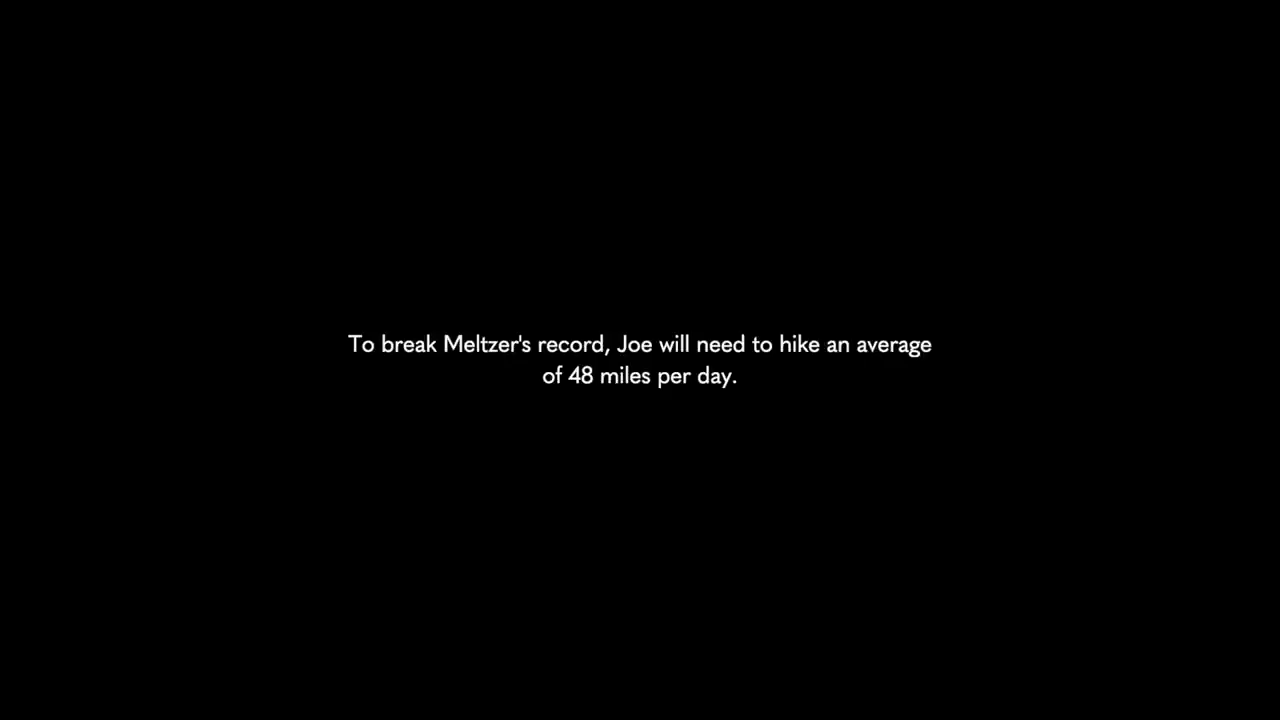 To break Meltzer's record, Joe will need to hike an average
of 48 miles per day.